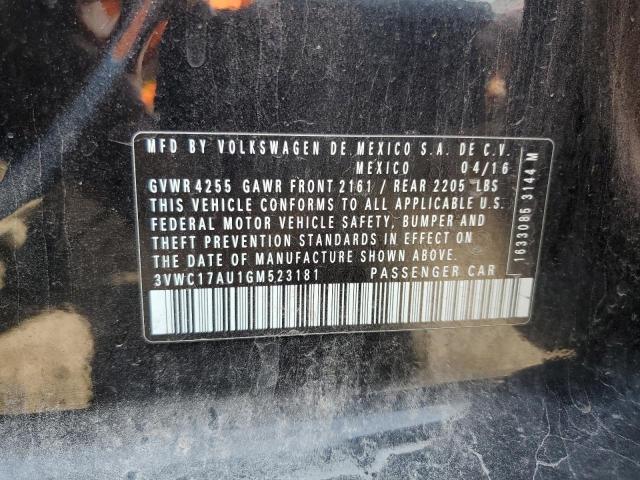 MFD BY VOLKSWAGEN DE MEXICO S.A. DE C.V.
MEXICO 04/16
GVWR 4255 GAWR FRONT 2161 / REAR 2205 LBS
THIS VEHICLE CONFORMS TO ALL APPLICABLE U.S.
FEDERAL MOTOR VEHICLE SAFETY, BUMPER AND
THEFT PREVENTION STANDARDS IN EFFECT ON
THE DATE OF MANUFACTURE SHOWN ABOVE.
3VWC17AU1GM523181 PASSENGER CAR
1633086 3144 M